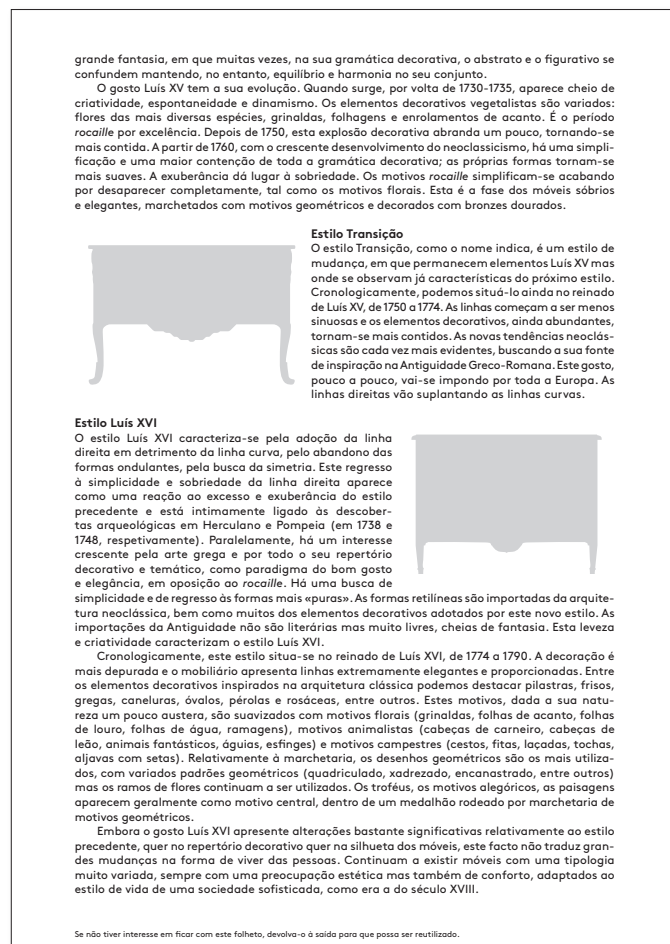 grande fantasia, em que muitas vezes, na sua gramática decorativa, o abstrato e o figurativo se
confundem mantendo, no entanto, equilíbrio e harmonia no seu conjunto.
O gosto Luís XV tem a sua evolução. Quando surge, por volta de 1730-1735, aparece cheio de
criatividade, espontaneidade e dinamismo. Os elementos decorativos vegetalistas são variados:
flores das mais diversas espécies, grinaldas, folhagens e enrolamentos de acanto. É o período
rocaille por excelência. Depois de 1750, esta explosão decorativa abranda um pouco, tornando-se
mais contida. A partir de 1760, com o crescente desenvolvimento do neoclassicismo, há uma simpli-
ficação e uma maior contenção de toda a gramática decorativa; as próprias formas tornam-se
mais suaves. A exuberância dá lugar à sobriedade. Os motivos rocaille simplificam-se acabando
por desaparecer completamente, tal como os motivos florais. Esta é a fase dos móveis sóbrios
e elegantes, marchetados com motivos geométricos e decorados com bronzes dourados.
Estilo Transição
O estilo Transição, como o nome indica, é um estilo de
mudança, em que permanecem elementos Luís XV mas
onde se observam já características do próximo estilo.
Cronologicamente, podemos situá-lo ainda no reinado
de Luís XV, de 1750 a 1774. As linhas começam a ser menos
sinuosas e os elementos decorativos, ainda abundantes,
tornam-se mais contidos. As novas tendências neoclás-
sicas são cada vez mais evidentes, buscando a sua fonte
de inspiração na Antiguidade Greco-Romana. Este gosto,
pouco a pouco, vai-se impondo por toda a Europa. As
linhas direitas vão suplantando as linhas curvas.
Estilo Luís XVI
O estilo Luís XVI caracteriza-se pela adoção da linha
direita em detrimento da linha curva, pelo abandono das
formas ondulantes, pela busca da simetria. Este regresso
à simplicidade e sobriedade da linha direita aparece
como uma reação ao excesso e exuberância do estilo
precedente e está intimamente ligado às descober-
tas arqueológicas em Herculano e Pompeia (em 1738 e
1748, respetivamente). Paralelamente, há um interesse
crescente pela arte grega e por todo o seu repertório
decorativo e temático, como paradigma do bom gosto
e elegância, em oposição ao rocaille. Há uma busca de
simplicidade e de regresso às formas mais «puras». As formas retilíneas são importadas da arquite-
tura neoclássica, bem como muitos dos elementos decorativos adotados por este novo estilo. As
importações da Antiguidade não são literárias mas muito livres, cheias de fantasia. Esta leveza
e criatividade caracterizam o estilo Luís XVI.
Cronologicamente, este estilo situa-se no reinado de Luís XVI, de 1774 a 1790. A decoração é
mais depurada e o mobiliário apresenta linhas extremamente elegantes e proporcionadas. Entre
os elementos decorativos inspirados na arquitetura clássica podemos destacar pilastras, frisos,
gregas, caneluras, óvalos, pérolas e rosáceas, entre outros. Estes motivos, dada a sua natu-
reza um pouco austera, são suavizados com motivos florais (grinaldas, folhas de acanto, folhas
de louro, folhas de água, ramagens), motivos animalistas (cabeças de carneiro, cabeças de
leão, animais fantásticos, águias, esfinges) e motivos campestres (cestos, fitas, laçadas, tochas,
aljavas com setas). Relativamente à marchetaria, os desenhos geométricos são os mais utiliza-
dos, com variados padrões geométricos (quadriculado, xadrezado, encanastrado, entre outros)
mas os ramos de flores continuam a ser utilizados. Os troféus, os motivos alegóricos, as paisagens
aparecem geralmente como motivo central, dentro de um medalhão rodeado por marchetaria de
motivos geométricos.
Embora o gosto Luís XVI apresente alterações bastante significativas relativamente ao estilo
precedente, quer no repertório decorativo quer na silhueta dos móveis, este facto não traduz gran-
des mudanças na forma de viver das pessoas. Continuam a existir móveis com uma tipologia
muito variada, sempre com uma preocupação estética mas também de conforto, adaptados ao
estilo de vida de uma sociedade sofisticada, como era a do século XVIII.
Se não tiver interesse em ficar com este folheto, devolva-o à saída para que possa ser reutilizado.